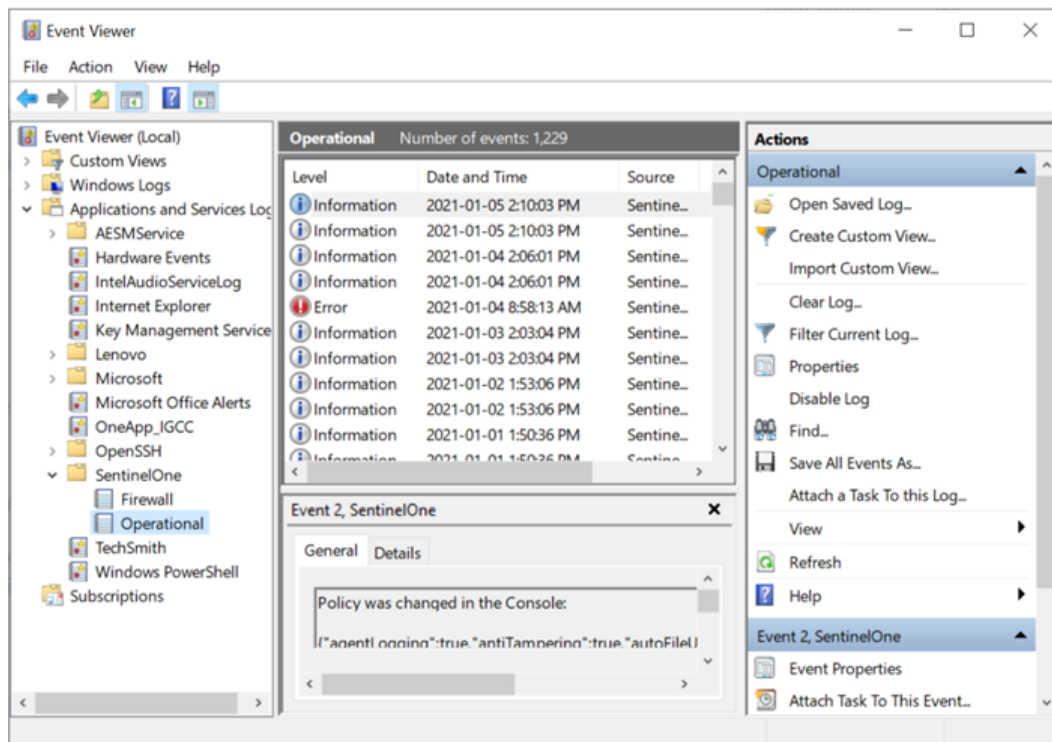 Event Viewer
File Action View Help
Event Viewer (Local)
Custom Views
Windows Logs
Applications and Services Log
AESMService
Hardware Events
IntelAudioServiceLog
Internet Explorer
Key Management Service
Lenovo
Microsoft
Microsoft Office Alerts
OneApp_IGCC
OpenSSH
SentinelOne
Firewall
Operational
TechSmith
Windows PowerShell
Subscriptions
Operational Number of events: 1,229
Level Date and Time Source
Information 2021-01-05 2:10:03 PM Sentine...
Information 2021-01-05 2:10:03 PM Sentine...
Information 2021-01-04 2:06:01 PM Sentine...
Information 2021-01-04 2:06:01 PM Sentine...
Error 2021-01-04 8:58:13 AM Sentine...
Information 2021-01-03 2:03:04 PM Sentine...
Information 2021-01-03 2:03:04 PM Sentine...
Information 2021-01-02 1:53:06 PM Sentine...
Information 2021-01-02 1:53:06 PM Sentine...
Information 2021-01-01 1:50:36 PM Sentine...
Information 2021-01-01 1:50:36 PM Sentine...
Event 2, SentinelOne
General Details
Policy was changed in the Console:
{"agentLogging":true,"antiTampering":true,"autoFileU
Actions
Operational
Open Saved Log...
Create Custom View...
Import Custom View...
Clear Log...
Filter Current Log...
Properties
Disable Log
Find...
Save All Events As...
Attach a Task To this Log...
View
Refresh
Help
Event 2, SentinelOne
Event Properties
Attach Task To This Event...